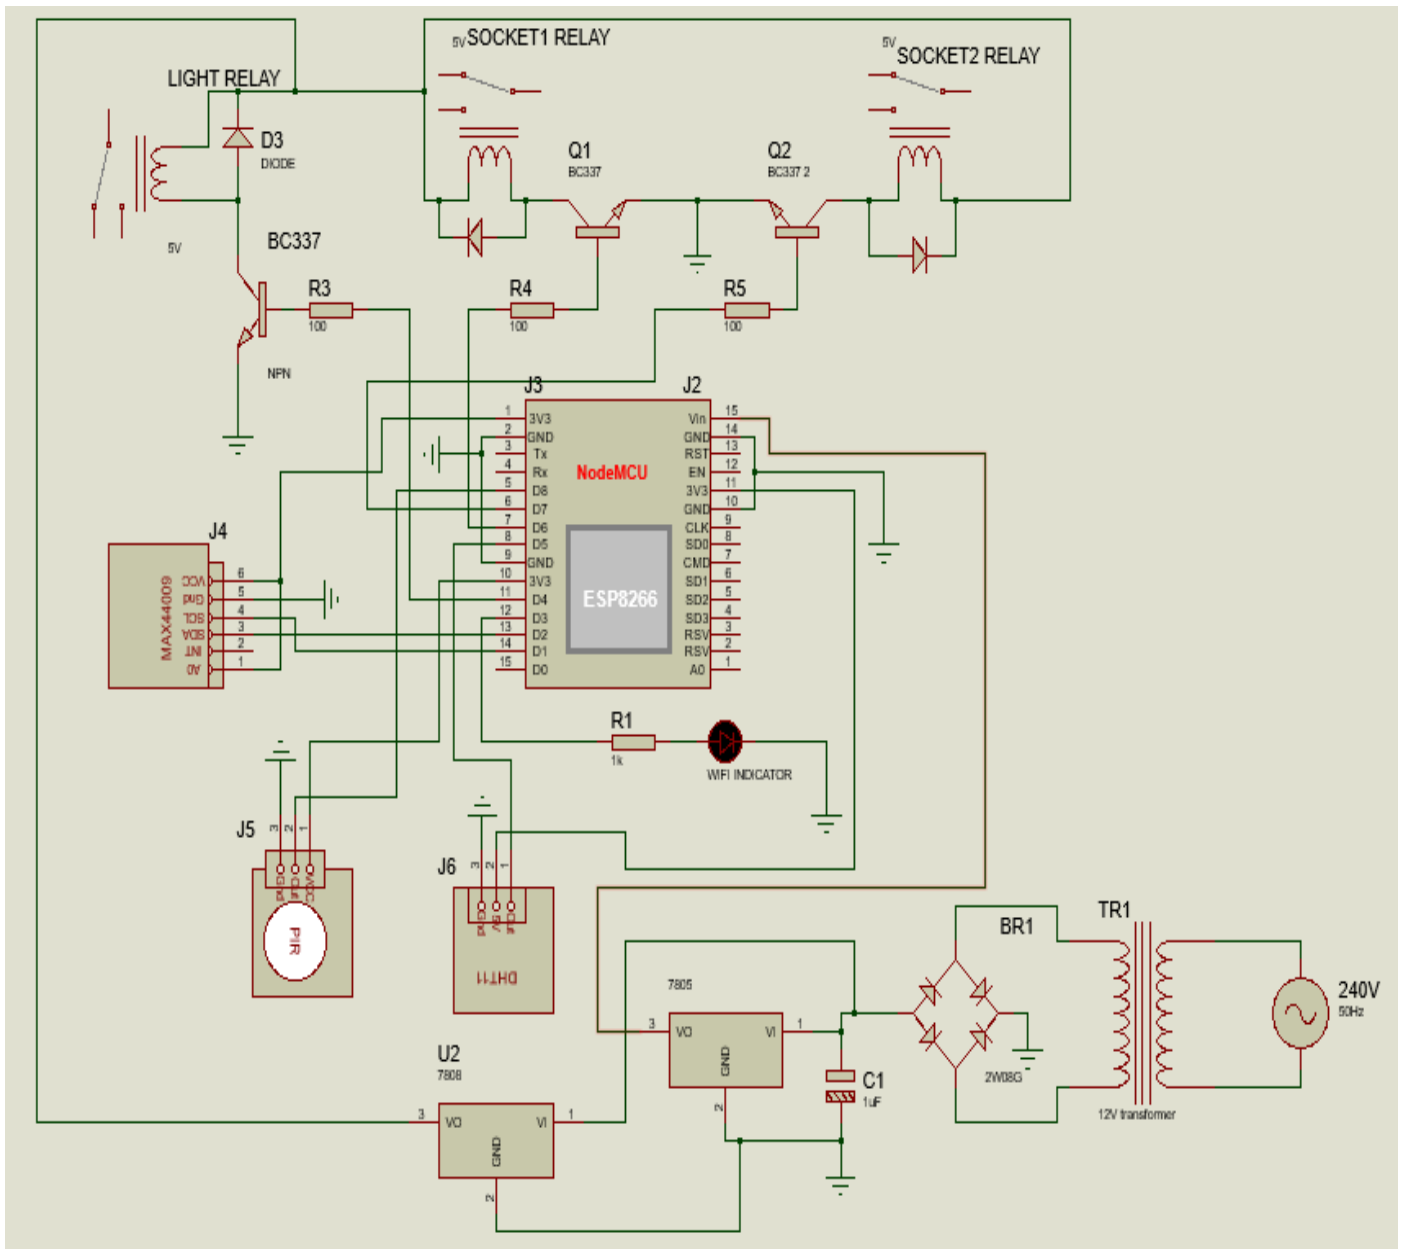 5V
SOCKET1 RELAY
5V
SOCKET2 RELAY
LIGHT RELAY
D3
DIODE
5V
Q1
BC337
Q2
BC337 2
BC337
NPN
R3
100
R4
100
R5
100
J3
J2
1
3V3
2
GND
3
Tx
4
Rx
5
D8
6
D7
7
D6
8
D5
9
GND
10
3V3
11
D4
12
D3
13
D2
14
D1
15
D0
NodeMCU
ESP8266
Vin
15
GND
14
RST
13
EN
12
3V3
11
GND
10
CLK
9
SD0
8
CMD
7
SD1
6
SD2
5
SD3
4
RSV
3
RSV
2
A0
1
J4
MAX44009
VCC
6
Gnd
5
SCL
4
SDA
3
INT
2
A0
1
R1
1k
WIFI INDICATOR
J5
3
2
1
Gnd
Out
VCC
PIR
J6
3
2
1
Gnd
5V
Out
DHT11
7805
3
VO
VI
1
GND
2
U2
7808
3
VO
VI
1
GND
2
C1
1uF
BR1
2W08G
TR1
12V transformer
240V
50Hz